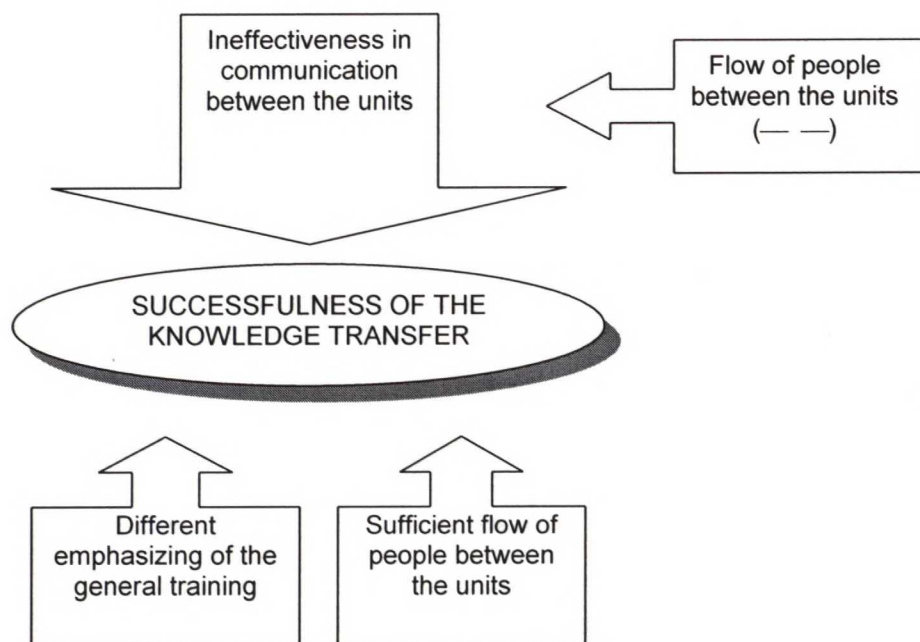 Ineffectiveness in
communication
between the units
Flow of people
between the units
(— —)
SUCCESSFULNESS OF THE
KNOWLEDGE TRANSFER
Different
emphasizing of the
general training
Sufficient flow of
people between
the units